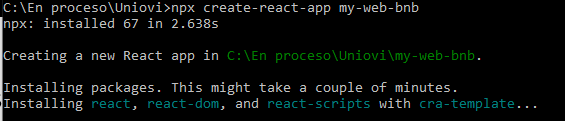 C:\En proceso\Uniovi>npx create-react-app my-web-bnb
npx: installed 67 in 2.638s
Creating a new React app in C:\En proceso\Uniovi\my-web-bnb.
Installing packages. This might take a couple of minutes.
Installing react, react-dom, and react-scripts with cra-template...